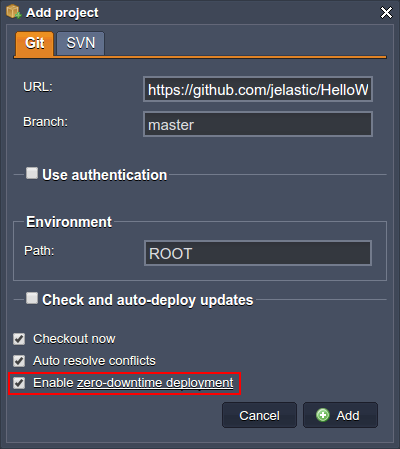 Add project
Git SVN
URL: https://github.com/jelastic/HelloW
Branch: master
Use authentication
Environment
Path: ROOT
Check and auto-deploy updates
Checkout now
Auto resolve conflicts
Enable zero-downtime deployment
Cancel Add